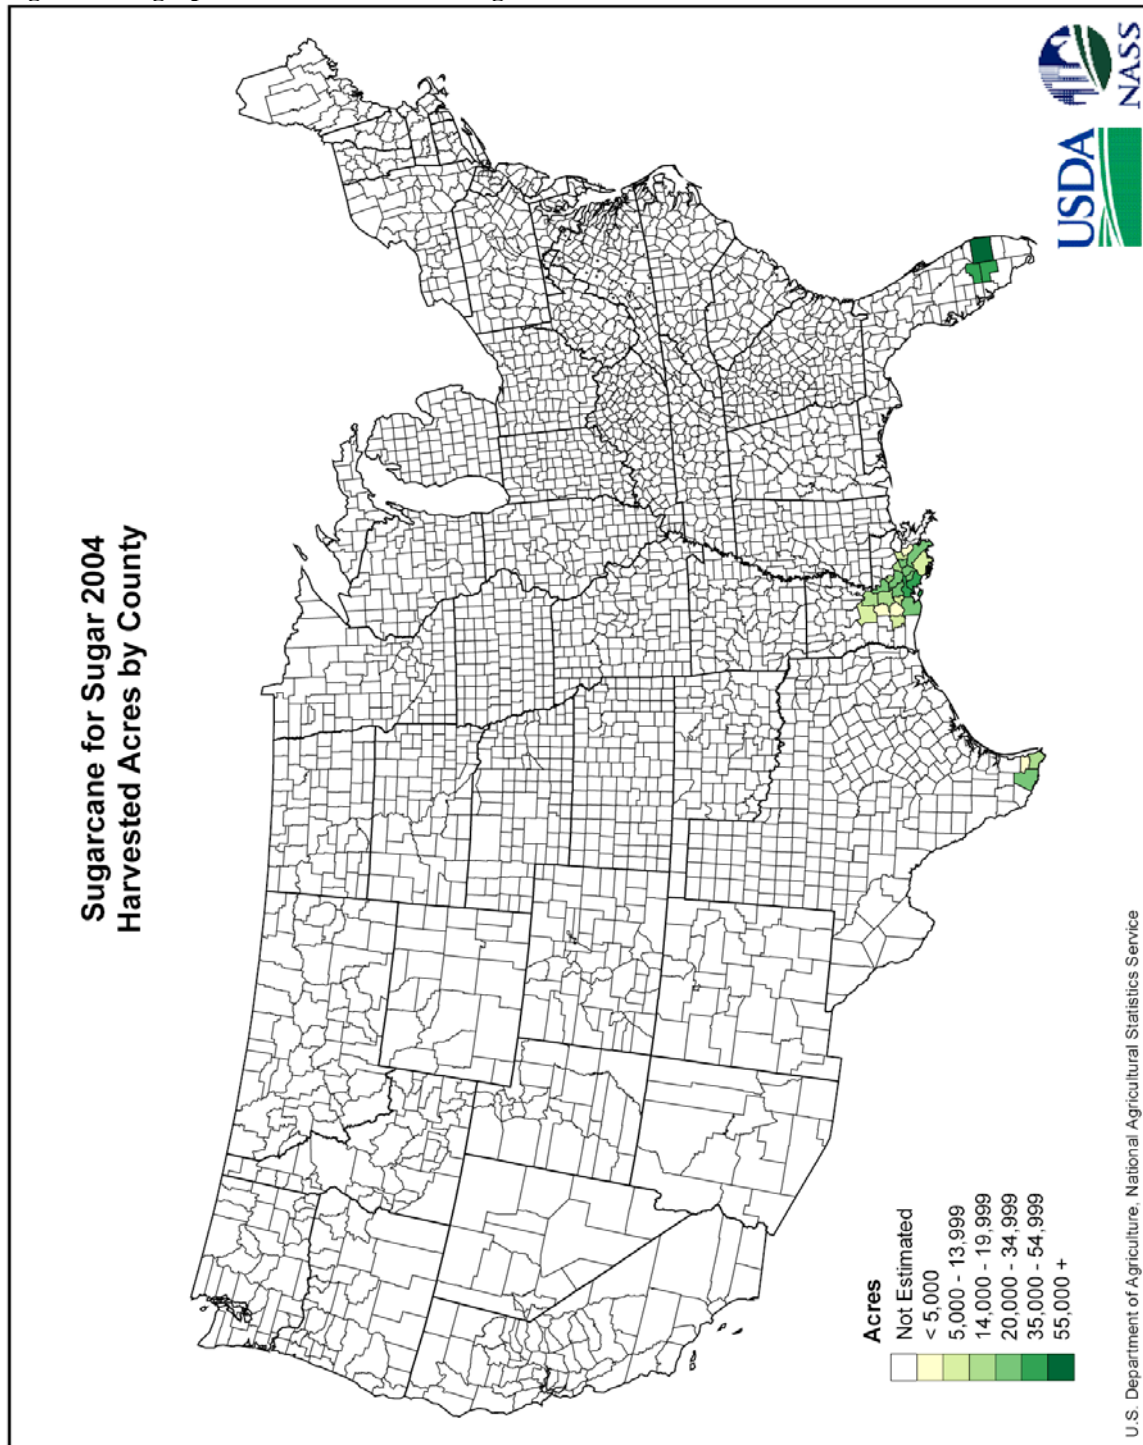 Sugarcane for Sugar 2004
Harvested Acres by County
Acres
Not Estimated
< 5,000
5,000 - 13,999
14,000 - 19,999
20,000 - 34,999
35,000 - 54,999
55,000 +
U.S. Department of Agriculture, National Agricultural Statistics Service
USDA
NASS